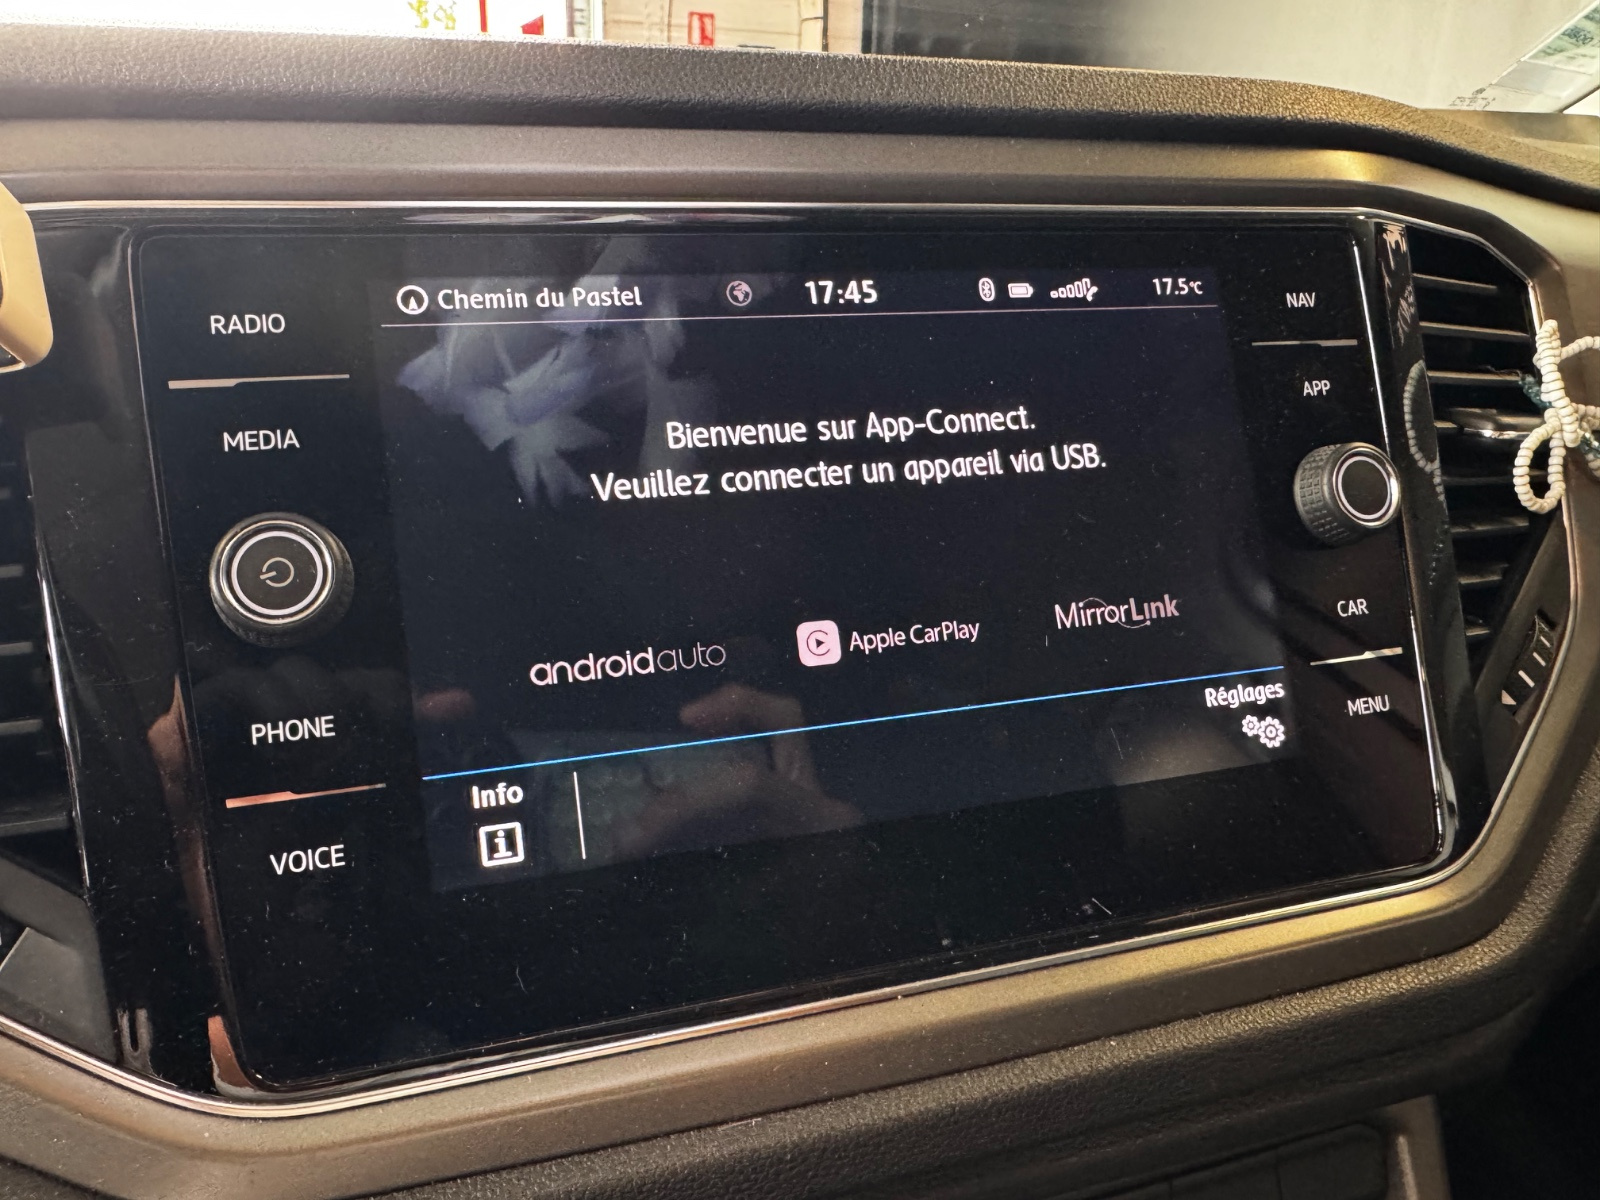 RADIO
MEDIA
PHONE
VOICE
Chemin du Pastel
17:45
17.5°C
Bienvenue sur App-Connect.
Veuillez connecter un appareil via USB.
androidauto
Apple CarPlay
MirrorLink
Réglages
Info
i
NAV
APP
CAR
MENU